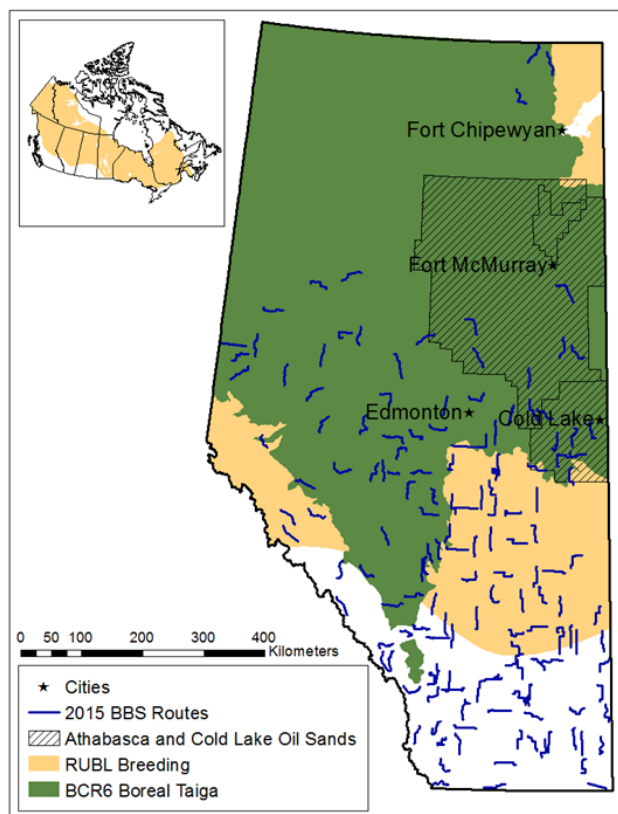 Fort Chipewyan
Fort McMurray
Edmonton
Cold Lake
0 50 100 200 300 400
Kilometers
Cities
2015 BBS Routes
Athabasca and Cold Lake Oil Sands
RUBL Breeding
BCR6 Boreal Taiga